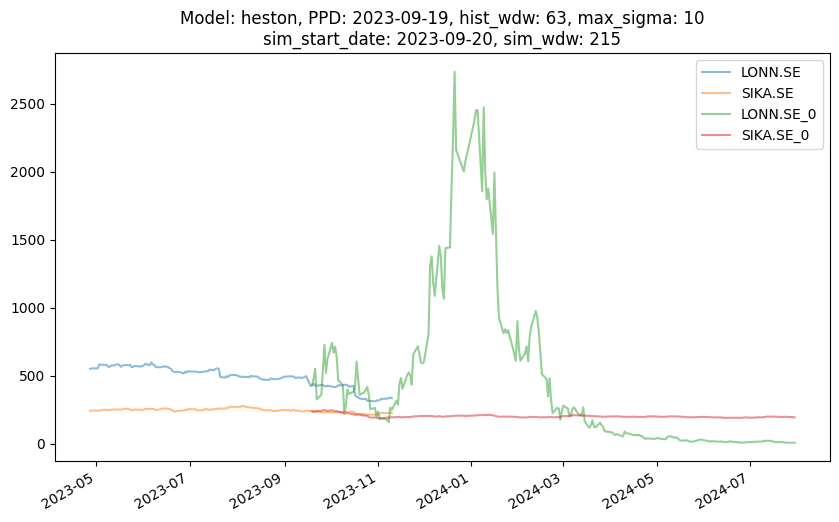 Model: heston, PPD: 2023-09-19, hist_wdw: 63, max_sigma: 10
sim_start_date: 2023-09-20, sim_wdw: 215
LONN.SE
SIKA.SE
LONN.SE_0
SIKA.SE_0
2500
2000
1500
1000
500
0
2023-05
2023-07
2023-09
2023-11
2024-01
2024-03
2024-05
2024-07